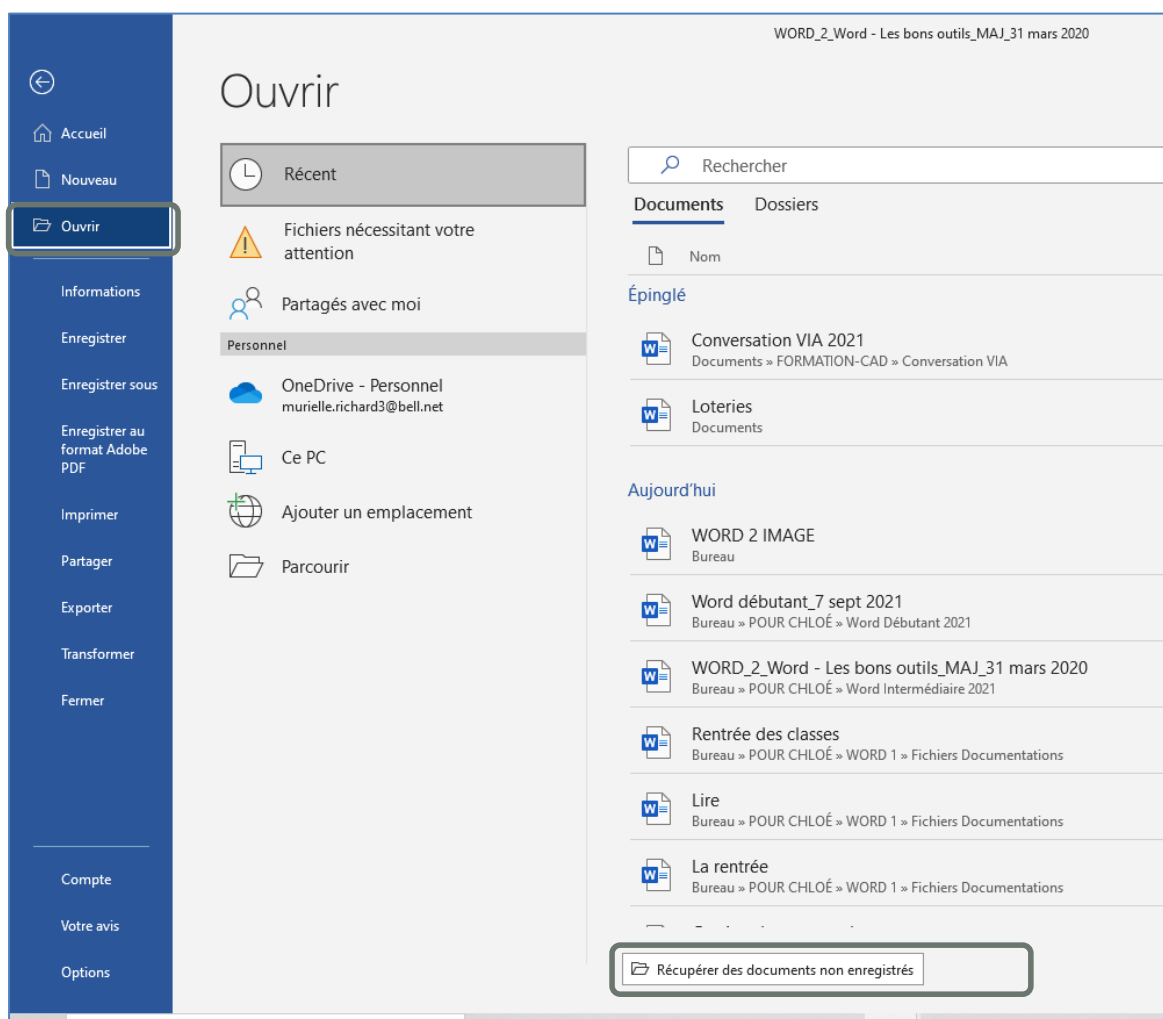 WORD_2_Word - Les bons outils_MAJ_31 mars 2020
Accueil
Nouveau
Ouvrir
Informations
Enregistrer
Enregistrer sous
Enregistrer au
format Adobe
PDF
Imprimer
Partager
Exporter
Transformer
Fermer
Compte
Votre avis
Options
Ouvrir
Récent
Fichiers nécessitant votre
attention
Partagés avec moi
Personnel
OneDrive - Personnel
murielle.richard3@bell.net
Ce PC
Ajouter un emplacement
Parcourir
Rechercher
Documents Dossiers
Nom
Épinglé
Conversation VIA 2021
Documents » FORMATION-CAD » Conversation VIA
Loteries
Documents
Aujourd'hui
WORD 2 IMAGE
Bureau
Word débutant_7 sept 2021
Bureau » POUR CHLOÉ » Word Débutant 2021
WORD_2_Word - Les bons outils_MAJ_31 mars 2020
Bureau » POUR CHLOÉ » Word Intermédiaire 2021
Rentrée des classes
Bureau » POUR CHLOÉ » WORD 1 » Fichiers Documentations
Lire
Bureau » POUR CHLOÉ » WORD 1 » Fichiers Documentations
La rentrée
Bureau » POUR CHLOÉ » WORD 1 » Fichiers Documentations
Récupérer des documents non enregistrés